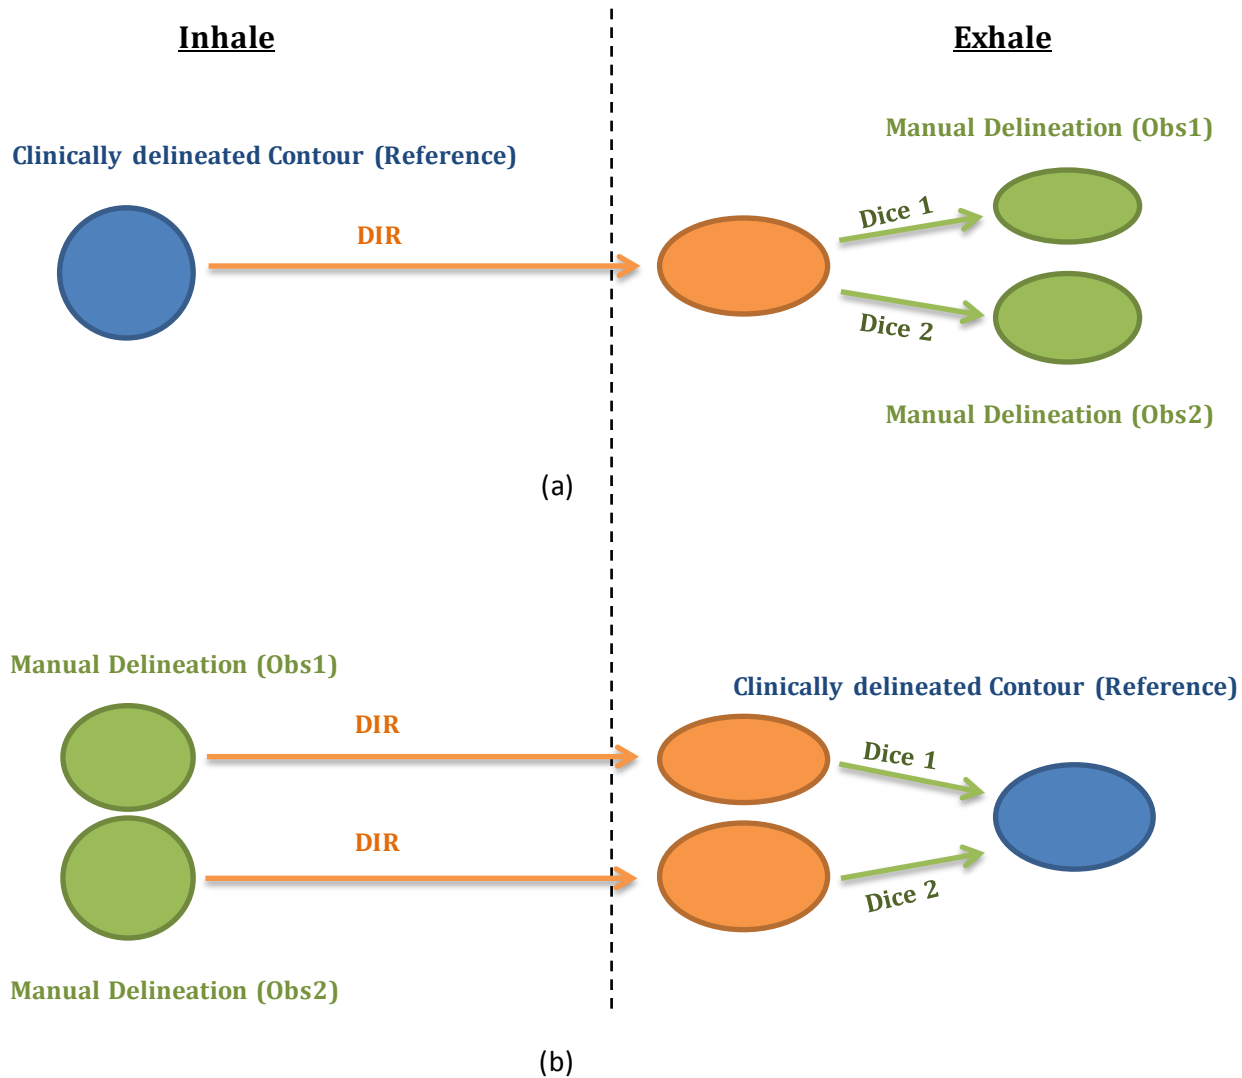 Inhale
Exhale
Manual Delineation (Obs1)
Clinically delineated Contour (Reference)
DIR
Dice 1
Dice 2
Manual Delineation (Obs2)
(a)
Manual Delineation (Obs1)
Clinically delineated Contour (Reference)
DIR
Dice 1
DIR
Dice 2
Manual Delineation (Obs2)
(b)